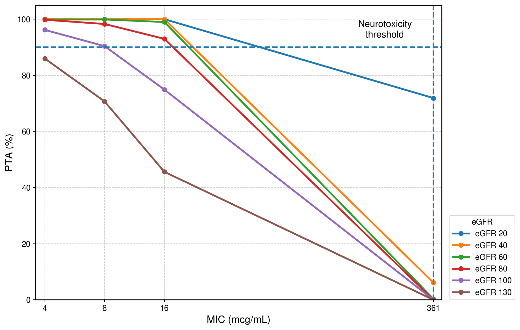 Neurotoxicity
threshold
PTA (%)
100
80
60
40
20
0
4
8
16
361
MIC (mcg/mL)
eGFR
eGFR 20
eGFR 40
eGFR 60
eGFR 80
eGFR 100
eGFR 130